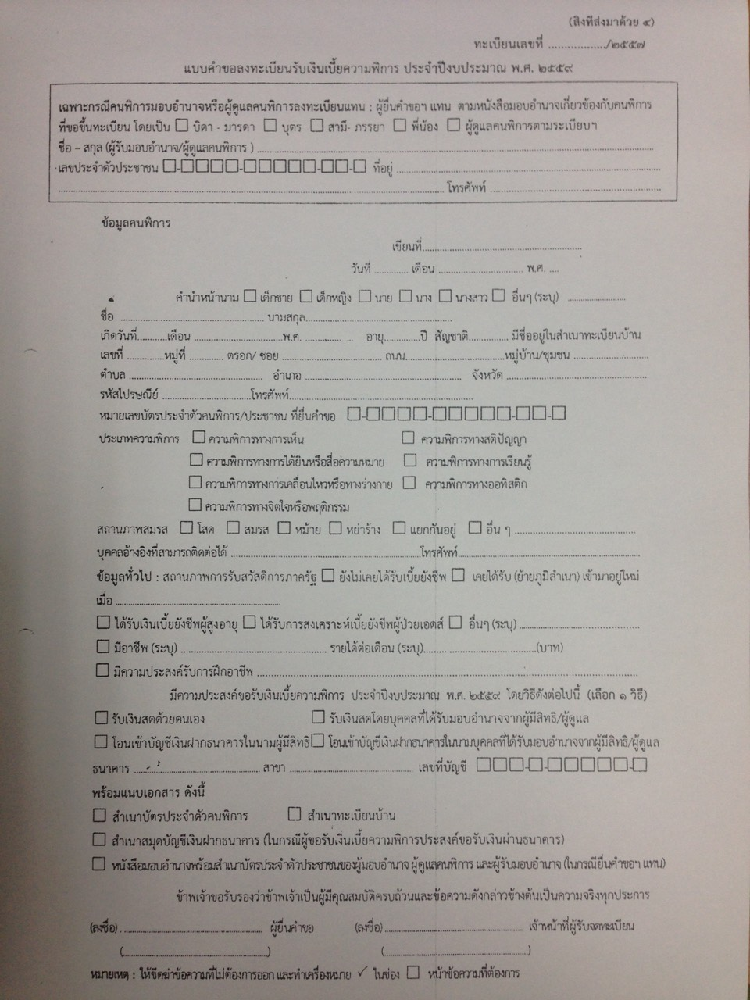 (สิ่งที่ส่งมาด้วย ๔)
ทะเบียนเลขที่ ................../๒๕๕๗
แบบคำขอลงทะเบียนรับเงินเบี้ยความพิการ ประจำปีงบประมาณ พ.ศ. ๒๕๕๙
เฉพาะกรณีคนพิการมอบอำนาจหรือผู้ดูแลคนพิการลงทะเบียนแทน : ผู้ยื่นคำขอฯ แทน ตามหนังสือมอบอำนาจเกี่ยวข้องกับคนพิการ
ที่ขอขึ้นทะเบียน โดยเป็น ☐ บิดา - มารดา ☐ บุตร ☐ สามี- ภรรยา ☐ พี่น้อง ☐ ผู้ดูแลคนพิการตามระเบียบฯ
ชื่อ – สกุล (ผู้รับมอบอำนาจ/ผู้ดูแลคนพิการ ) ........................................
เลขประจำตัวประชาชน ☐-☐☐☐☐-☐☐☐☐☐-☐☐-☐ ที่อยู่ ........................................
........................................ โทรศัพท์ ........................................
ข้อมูลคนพิการ
เขียนที่........................................
วันที่ ............ เดือน .............................. พ.ศ. ....
คำนำหน้านาม ☐ เด็กชาย ☐ เด็กหญิง ☐ นาย ☐ นาง ☐ นางสาว ☐ อื่นๆ (ระบุ) ....................
ชื่อ ........................................ นามสกุล........................................
เกิดวันที่..........เดือน ..............................พ.ศ. ................ อายุ............ปี สัญชาติ.............. มีชื่ออยู่ในสำเนาทะเบียนบ้าน
เลขที่ .............หมู่ที่ ............ ตรอก/ ซอย .............................. ถนน..............................หมู่บ้าน/ชุมชน ....................
ตำบล ........................................ อำเภอ ........................................ จังหวัด ........................................
รหัสไปรษณีย์ ..............................โทรศัพท์........................................
หมายเลขบัตรประจำตัวคนพิการ/ประชาชน ที่ยื่นคำขอ ☐-☐☐☐☐-☐☐☐☐☐-☐☐-☐
ประเภทความพิการ ☐ ความพิการทางการเห็น ☐ ความพิการทางสติปัญญา
☐ ความพิการทางการได้ยินหรือสื่อความหมาย ☐ ความพิการทางการเรียนรู้
☐ ความพิการทางการเคลื่อนไหวหรือทางร่างกาย ☐ ความพิการทางออทิสติก
☐ ความพิการทางจิตใจหรือพฤติกรรม
สถานภาพสมรส ☐ โสด ☐ สมรส ☐ หม้าย ☐ หย่าร้าง ☐ แยกกันอยู่ ☐ อื่น ๆ ........................................
บุคคลอ้างอิงที่สามารถติดต่อได้ ........................................โทรศัพท์........................................
ข้อมูลทั่วไป : สถานภาพการรับสวัสดิการภาครัฐ ☐ ยังไม่เคยได้รับเบี้ยยังชีพ ☐ เคยได้รับ (ย้ายภูมิลำเนา) เข้ามาอยู่ใหม่
เมื่อ ........................................
☐ ได้รับเงินเบี้ยยังชีพผู้สูงอายุ ☐ ได้รับการสงเคราะห์เบี้ยยังชีพผู้ป่วยเอดส์ ☐ อื่นๆ (ระบุ) ........................................
☐ มีอาชีพ (ระบุ) ........................................ รายได้ต่อเดือน (ระบุ)........................................(บาท)
☐ มีความประสงค์รับการฝึกอาชีพ ........................................
มีความประสงค์ขอรับเงินเบี้ยความพิการ ประจำปีงบประมาณ พ.ศ. ๒๕๕๙ โดยวิธีดังต่อไปนี้ (เลือก ๑ วิธี)
☐ รับเงินสดด้วยตนเอง ☐ รับเงินสดโดยบุคคลที่ได้รับมอบอำนาจจากผู้มีสิทธิ/ผู้ดูแล
☐ โอนเข้าบัญชีเงินฝากธนาคารในนามผู้มีสิทธิ ☐ โอนเข้าบัญชีเงินฝากธนาคารในนามบุคคลที่ได้รับมอบอำนาจจากผู้มีสิทธิ/ผู้ดูแล
ธนาคาร .............................. สาขา .............................. เลขที่บัญชี ☐☐☐-☐-☐☐☐☐☐-☐
พร้อมแนบเอกสาร ดังนี้
☐ สำเนาบัตรประจำตัวคนพิการ ☐ สำเนาทะเบียนบ้าน
☐ สำเนาสมุดบัญชีเงินฝากธนาคาร (ในกรณีผู้ขอรับเงินเบี้ยความพิการประสงค์ขอรับเงินผ่านธนาคาร)
☐ หนังสือมอบอำนาจพร้อมสำเนาบัตรประจำตัวประชาชนของผู้มอบอำนาจ ผู้ดูแลคนพิการ และผู้รับมอบอำนาจ (ในกรณียื่นคำขอฯ แทน)
ข้าพเจ้าขอรับรองว่าข้าพเจ้าเป็นผู้มีคุณสมบัติครบถ้วนและข้อความดังกล่าวข้างต้นเป็นความจริงทุกประการ
(ลงชื่อ) .............................. ผู้ยื่นคำขอ (ลงชื่อ).............................. เจ้าหน้าที่ผู้รับจดทะเบียน
(..............................) (..............................)
หมายเหตุ : ให้ขีดฆ่าข้อความที่ไม่ต้องการออก และทำเครื่องหมาย ✓ ในช่อง ☐ หน้าข้อความที่ต้องการ